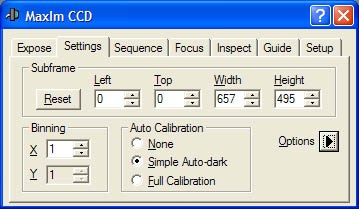 MaxIm CCD
Expose Settings Sequence Focus Inspect Guide Setup
Subframe
Left Top Width Height
Reset 0 0 657 495
Binning
X 1
Y 1
Auto Calibration
None
Simple Auto-dark
Full Calibration
Options